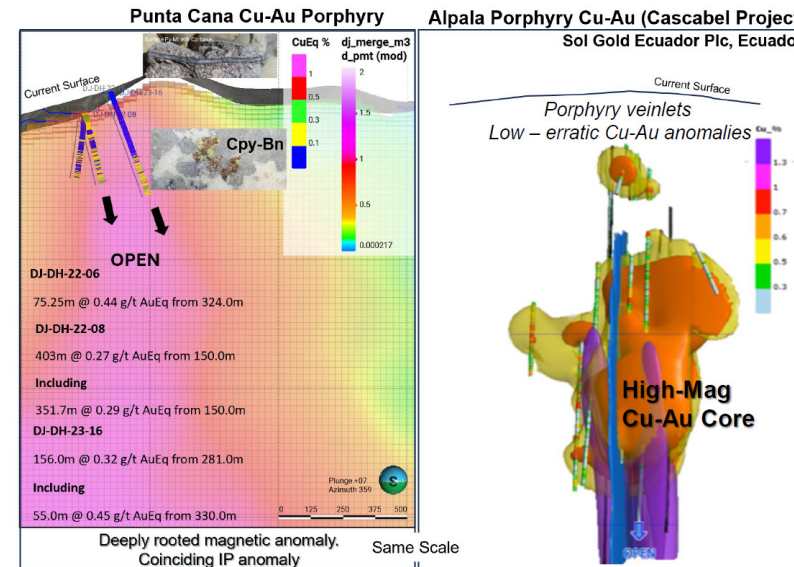 Punta Cana Cu-Au Porphyry
Current Surface
DJ-DH-23-16
Cpy-Bn
CuEq %
1
0.5
0.3
0.1
dj_merge_m3
d_pmt (mod)
2
1.5
1
0.5
0.000217
OPEN
DJ-DH-22-06
75.25m @ 0.44 g/t AuEq from 324.0m
DJ-DH-22-08
403m @ 0.27 g/t AuEq from 150.0m
Including
351.7m @ 0.29 g/t AuEq from 150.0m
DJ-DH-23-16
156.0m @ 0.32 g/t AuEq from 281.0m
Including
55.0m @ 0.45 g/t AuEq from 330.0m
Plunge +07
Azimuth 359
S
0 125 250 375 500
Deeply rooted magnetic anomaly.
Coinciding IP anomaly
Same Scale
Alpala Porphyry Cu-Au (Cascabel Projec
Sol Gold Ecuador Plc, Ecuado
Current Surface
Porphyry veinlets
Low – erratic Cu-Au anomalies
cu_%
1.3
1
0.7
0.6
0.5
0.3
High-Mag
Cu-Au Core
OPEN